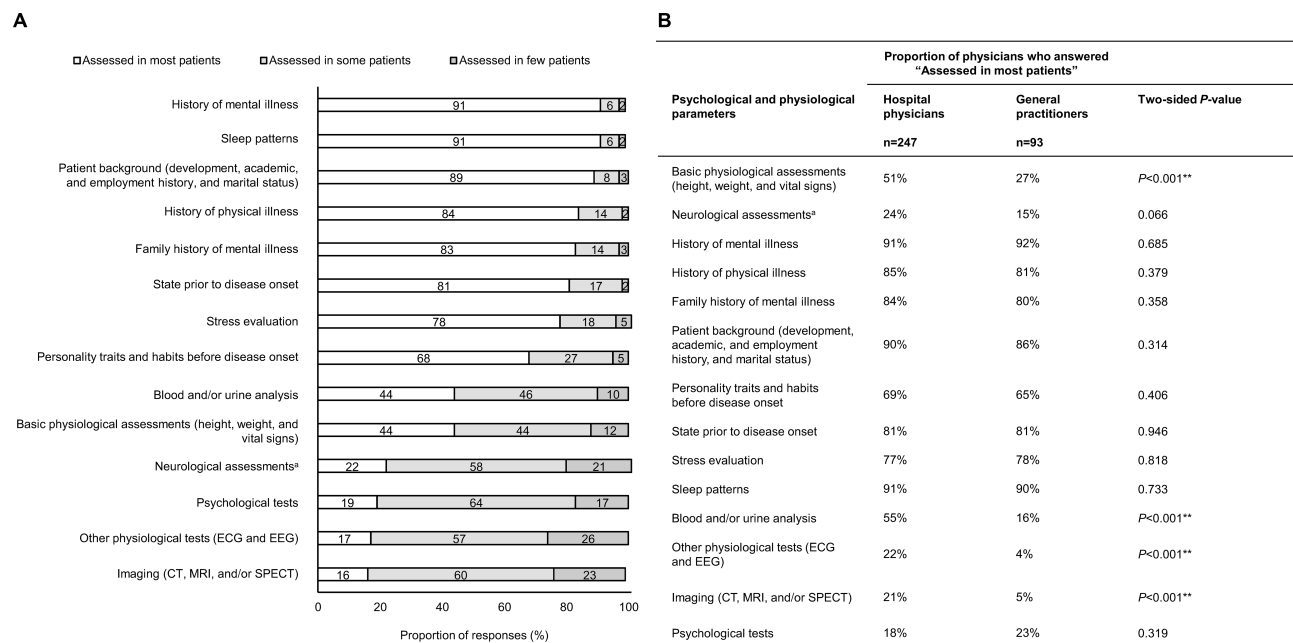 A
Assessed in most patients
Assessed in some patients
Assessed in few patients
History of mental illness
91
6
2
Sleep patterns
91
6
2
Patient background (development, academic,
and employment history, and marital status)
89
8
3
History of physical illness
84
14
2
Family history of mental illness
83
14
3
State prior to disease onset
81
17
2
Stress evaluation
78
18
5
Personality traits and habits before disease onset
68
27
5
Blood and/or urine analysis
44
46
10
Basic physiological assessments (height, weight, and
vital signs)
44
44
12
Neurological assessmentsª
22
58
21
Psychological tests
19
64
17
Other physiological tests (ECG and EEG)
17
57
26
Imaging (CT, MRI, and/or SPECT)
16
60
23
0 20 40 60 80 100
Proportion of responses (%)
B
Proportion of physicians who answered
“Assessed in most patients”
Psychological and physiological
parameters
Hospital
physicians
n=247
General
practitioners
n=93
Two-sided P-value
Basic physiological assessments
(height, weight, and vital signs)
51% 27% P<0.001**
Neurological assessmentsª 24% 15% 0.066
History of mental illness 91% 92% 0.685
History of physical illness 85% 81% 0.379
Family history of mental illness 84% 80% 0.358
Patient background (development,
academic, and employment
history, and marital status)
90% 86% 0.314
Personality traits and habits
before disease onset
69% 65% 0.406
State prior to disease onset 81% 81% 0.946
Stress evaluation 77% 78% 0.818
Sleep patterns 91% 90% 0.733
Blood and/or urine analysis 55% 16% P<0.001**
Other physiological tests (ECG
and EEG)
22% 4% P<0.001**
Imaging (CT, MRI, and/or SPECT) 21% 5% P<0.001**
Psychological tests 18% 23% 0.319